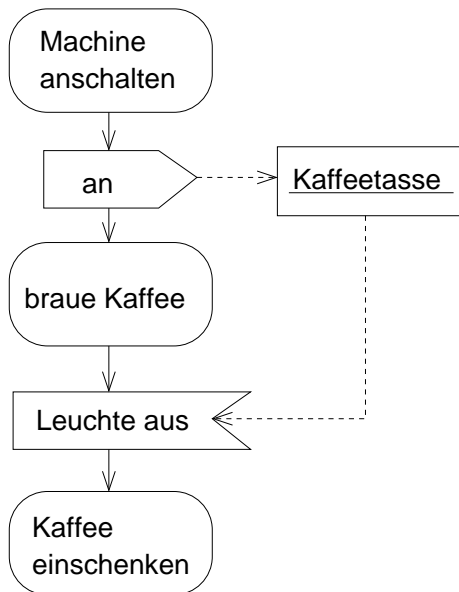 Machine
anschalten
an
Kaffeetasse
braue Kaffee
Leuchte aus
Kaffee
einschenken